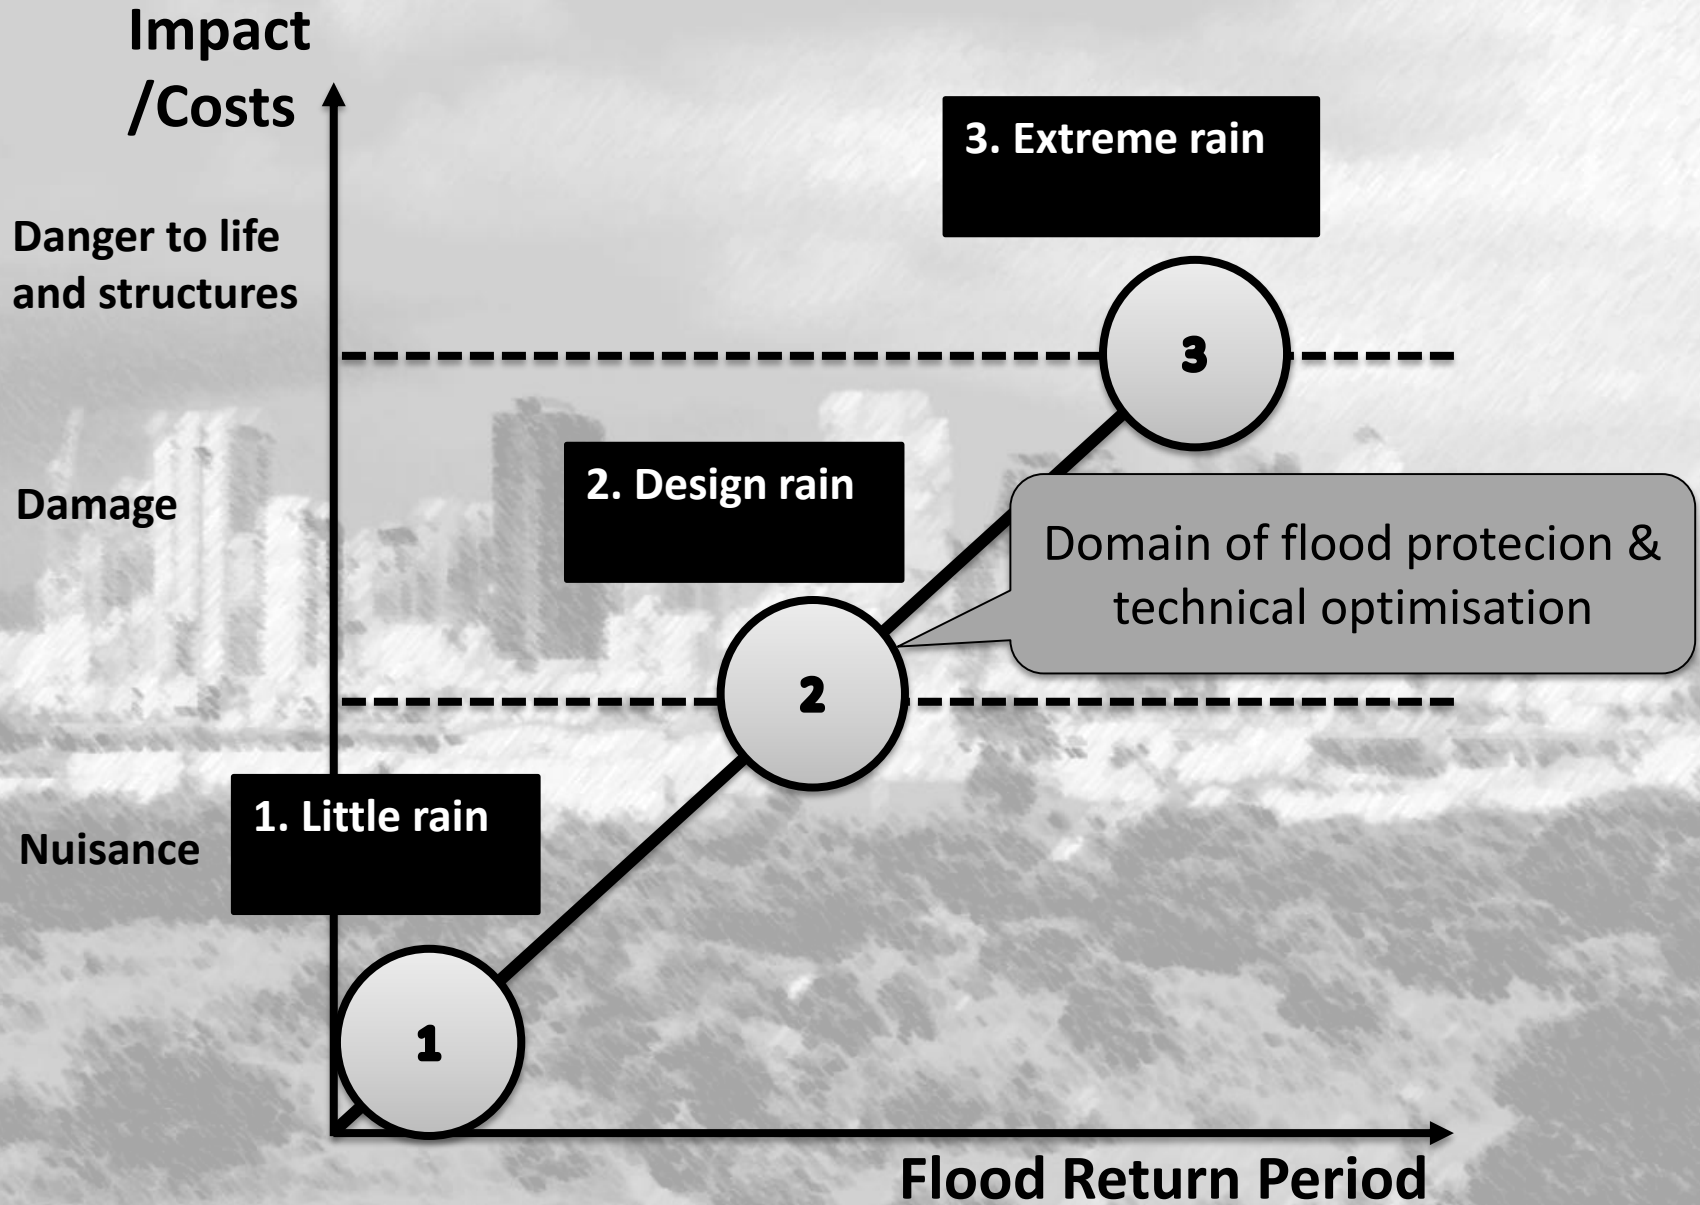 Impact
/Costs
3. Extreme rain
Danger to life
and structures
3
2. Design rain
Damage
Domain of flood protecion &
technical optimisation
2
1. Little rain
Nuisance
1
Flood Return Period